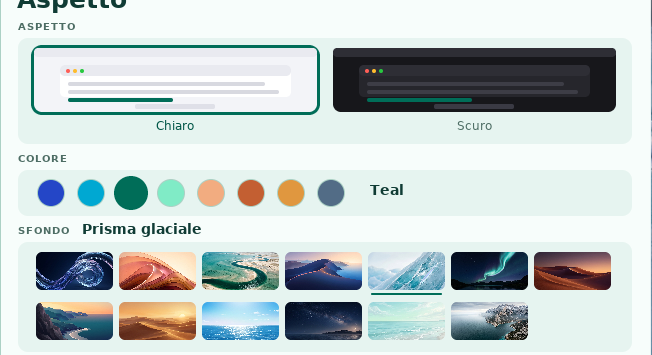 Aspetto
ASPETTO
Chiaro
Scuro
COLORE
Teal
SFONDO Prisma glaciale